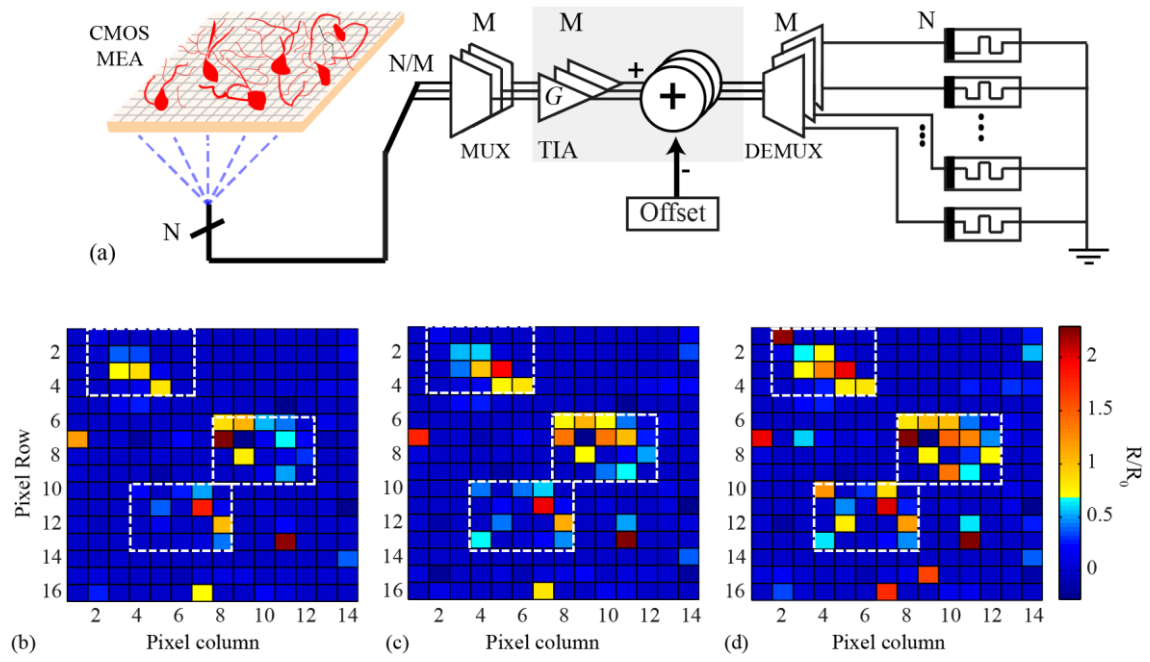 CMOS
MEA
N
(a)
N/M
M
MUX
M
G
TIA
+
+
-
Offset
M
DEMUX
N
Pixel Row
2
4
6
8
10
12
14
16
2
4
6
8
10
12
14
(b)
Pixel column
2
4
6
8
10
12
14
16
2
4
6
8
10
12
14
(c)
Pixel column
2
4
6
8
10
12
14
16
2
4
6
8
10
12
14
(d)
Pixel column
2
1.5
1
0.5
0
R/R₀